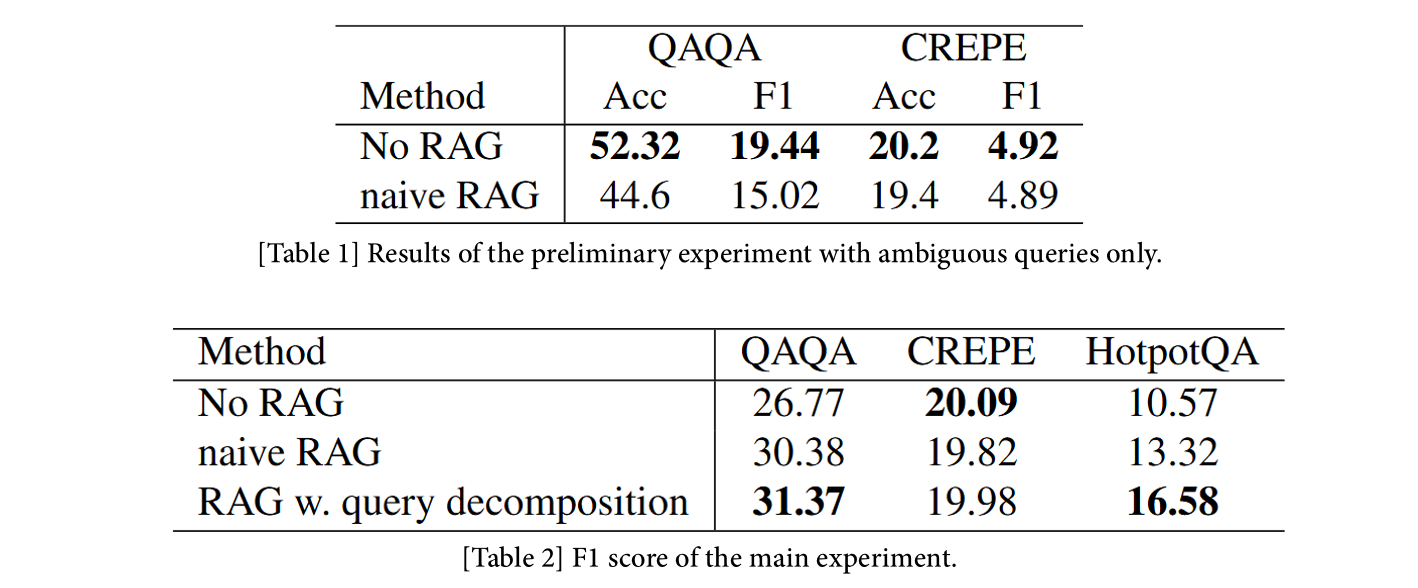 QAQA CREPE
Method Acc F1 Acc F1
No RAG 52.32 19.44 20.2 4.92
naive RAG 44.6 15.02 19.4 4.89
[Table 1] Results of the preliminary experiment with ambiguous queries only.
Method QAQA CREPE HotpotQA
No RAG 26.77 20.09 10.57
naive RAG 30.38 19.82 13.32
RAG w. query decomposition 31.37 19.98 16.58
[Table 2] F1 score of the main experiment.